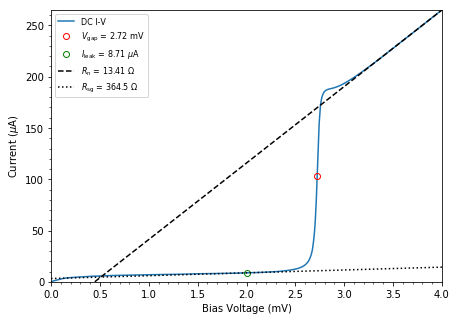 DC I-V
V_gap = 2.72 mV
I_leak = 8.71 μA
R_n = 13.41 Ω
R_sg = 364.5 Ω
250
200
150
100
50
0
Current (μA)
0.0 0.5 1.0 1.5 2.0 2.5 3.0 3.5 4.0
Bias Voltage (mV)